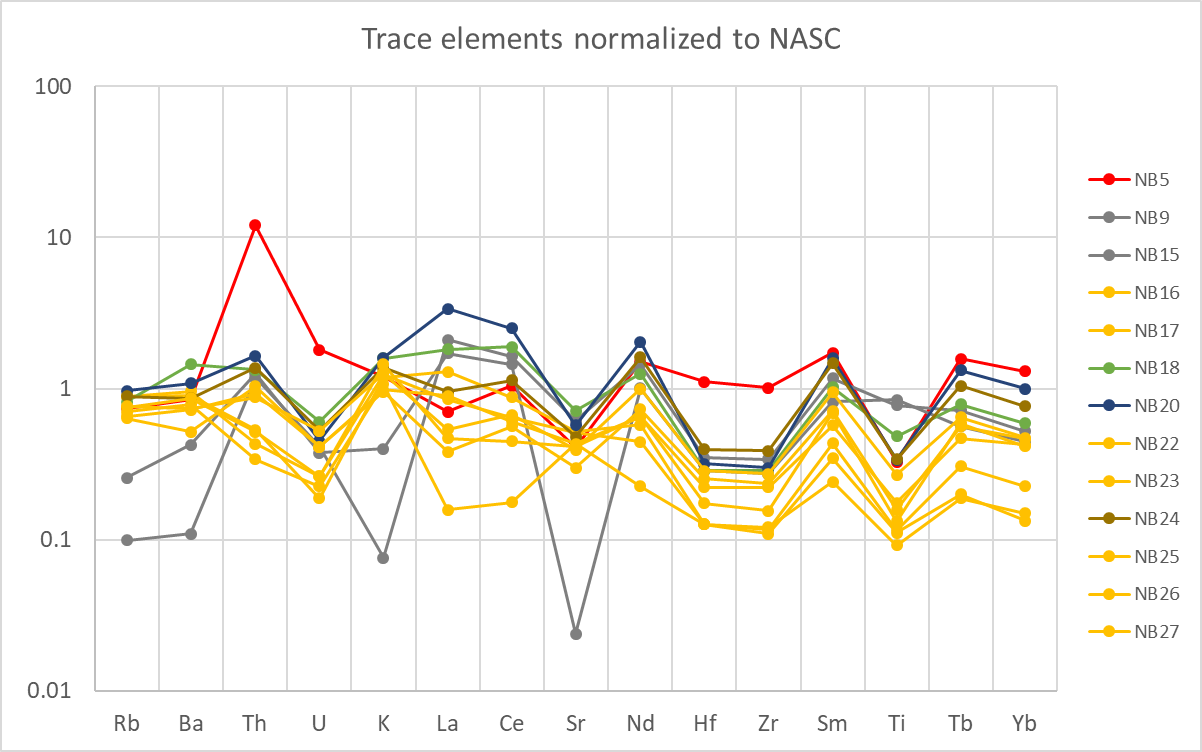 Trace elements normalized to NASC
100
10
1
0.1
0.01
Rb Ba Th U K La Ce Sr Nd Hf Zr Sm Ti Tb Yb
NB5
NB9
NB15
NB16
NB17
NB18
NB20
NB22
NB23
NB24
NB25
NB26
NB27